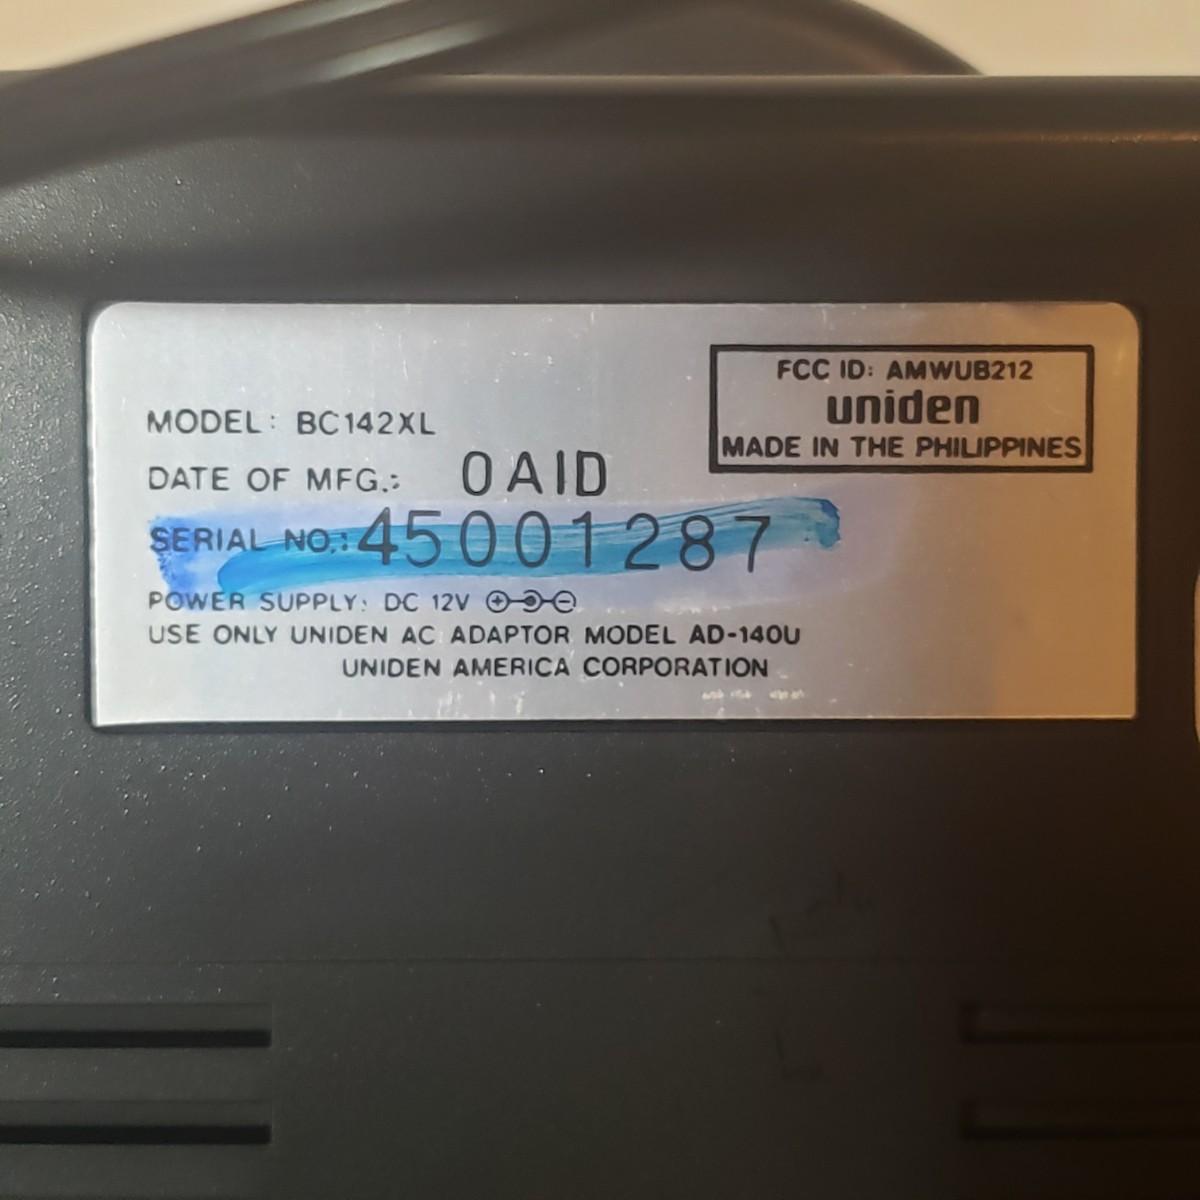 FCC ID: AMWUB212
uniden
MADE IN THE PHILIPPINES
MODEL: BC142XL
DATE OF MFG.: 0AID
SERIAL NO.: 45001287
POWER SUPPLY: DC 12V
USE ONLY UNIDEN AC ADAPTOR MODEL AD-140U
UNIDEN AMERICA CORPORATION